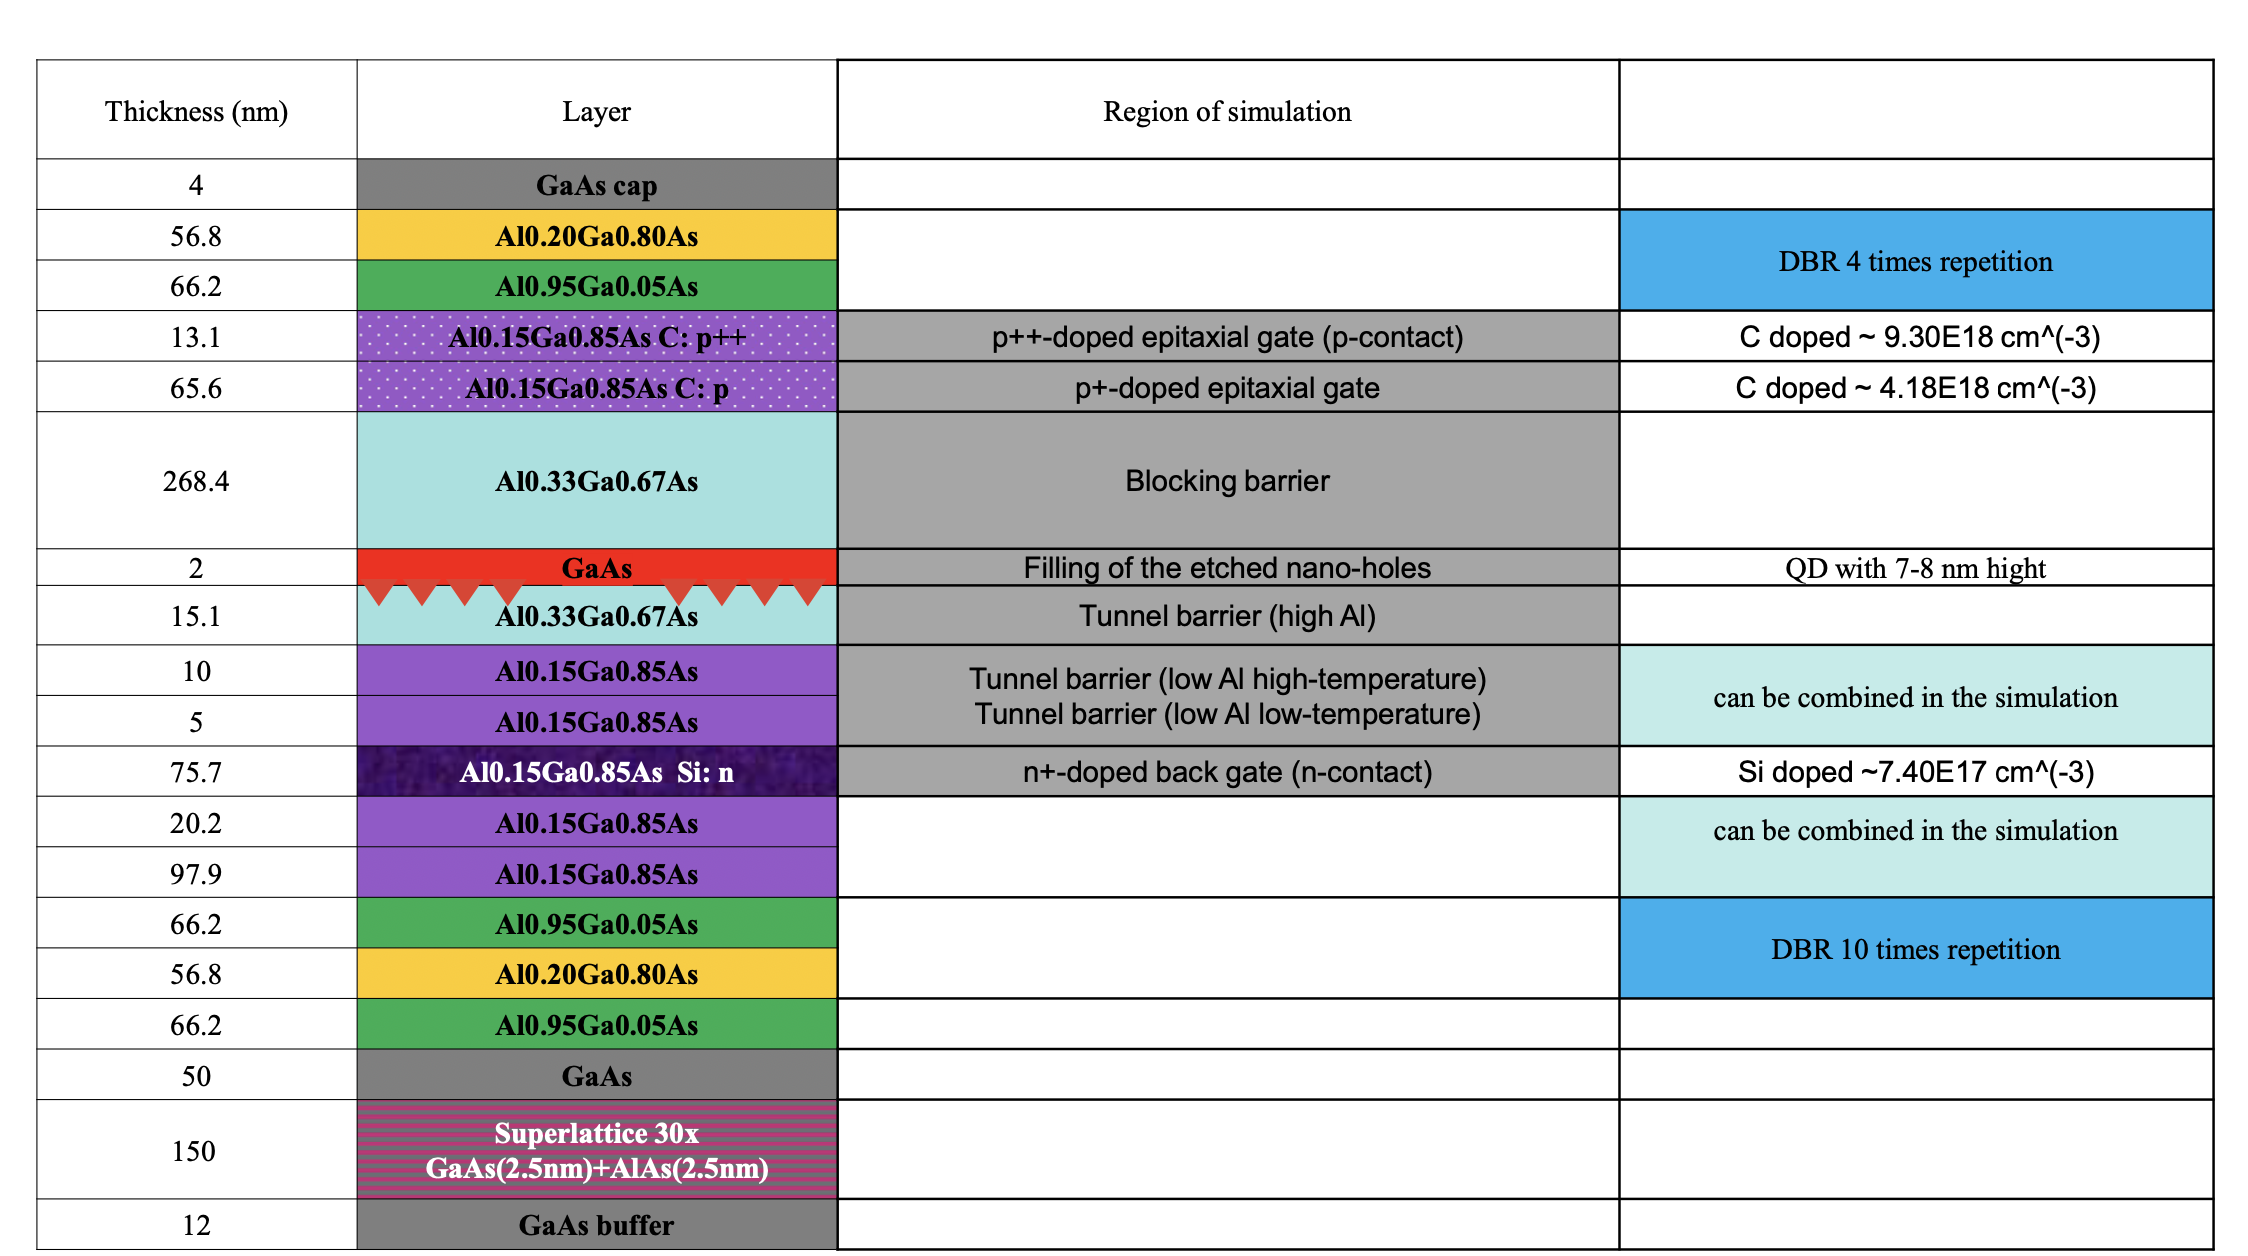 Thickness (nm) Layer Region of simulation
4 GaAs cap
56.8 Al0.20Ga0.80As
DBR 4 times repetition
66.2 Al0.95Ga0.05As
13.1 Al0.15Ga0.85As C: p++ p++-doped epitaxial gate (p-contact) C doped ~ 9.30E18 cm^(-3)
65.6 Al0.15Ga0.85As C: p p+-doped epitaxial gate C doped ~ 4.18E18 cm^(-3)
268.4 Al0.33Ga0.67As Blocking barrier
2 GaAs Filling of the etched nano-holes QD with 7-8 nm hight
15.1 Al0.33Ga0.67As Tunnel barrier (high Al)
10 Al0.15Ga0.85As Tunnel barrier (low Al high-temperature)
can be combined in the simulation
5 Al0.15Ga0.85As Tunnel barrier (low Al low-temperature)
75.7 Al0.15Ga0.85As Si: n n+-doped back gate (n-contact) Si doped ~7.40E17 cm^(-3)
20.2 Al0.15Ga0.85As can be combined in the simulation
97.9 Al0.15Ga0.85As
66.2 Al0.95Ga0.05As
DBR 10 times repetition
56.8 Al0.20Ga0.80As
66.2 Al0.95Ga0.05As
50 GaAs
150 Superlattice 30x
GaAs(2.5nm)+AlAs(2.5nm)
12 GaAs buffer